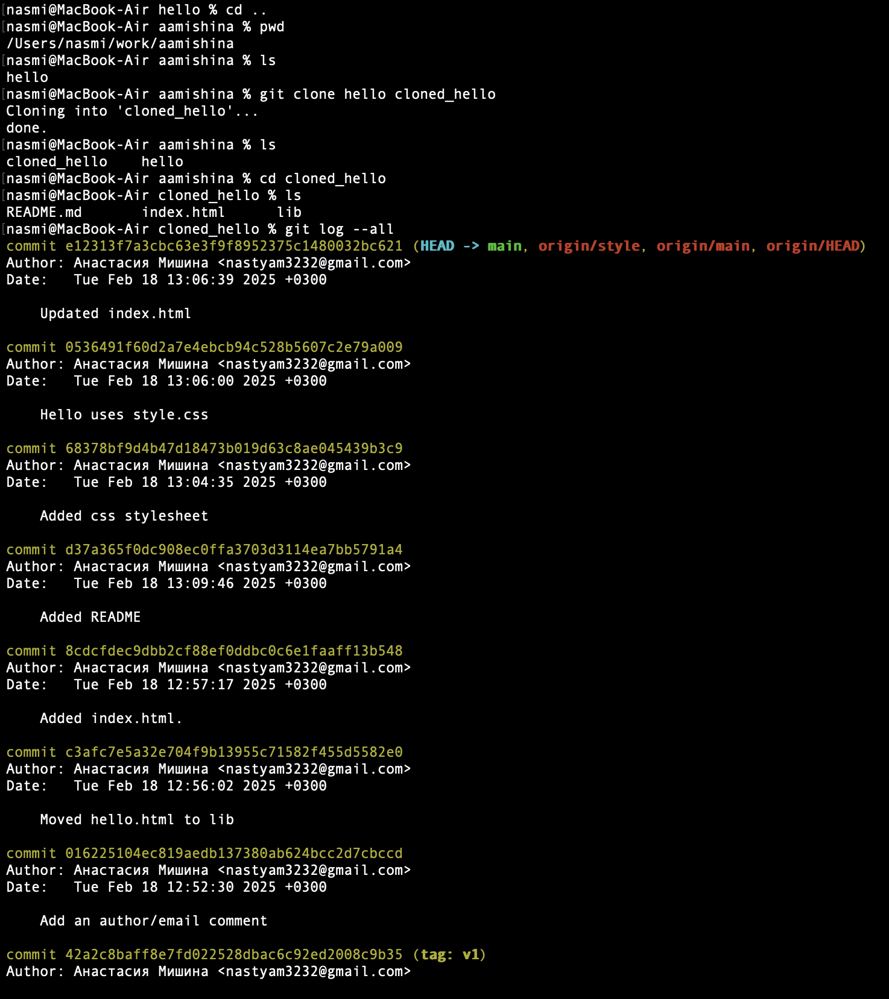 [nasmi@MacBook-Air hello % cd ..
[nasmi@MacBook-Air aamishina % pwd
/Users/nasmi/work/aamishina
[nasmi@MacBook-Air aamishina % ls
hello
[nasmi@MacBook-Air aamishina % git clone hello cloned_hello
Cloning into 'cloned_hello'...
done.
[nasmi@MacBook-Air aamishina % ls
cloned_hello    hello
[nasmi@MacBook-Air aamishina % cd cloned_hello
[nasmi@MacBook-Air cloned_hello % ls
README.md       index.html      lib
[nasmi@MacBook-Air cloned_hello % git log --all
commit e12313f7a3cbc63e3f9f8952375c1480032bc621 (HEAD -> main, origin/style, origin/main, origin/HEAD)
Author: Анастасия Мишина <nastyam3232@gmail.com>
Date:   Tue Feb 18 13:06:39 2025 +0300
    Updated index.html
commit 0536491f60d2a7e4ebcb94c528b5607c2e79a009
Author: Анастасия Мишина <nastyam3232@gmail.com>
Date:   Tue Feb 18 13:06:00 2025 +0300
    Hello uses style.css
commit 68378bf9d4b47d18473b019d63c8ae045439b3c9
Author: Анастасия Мишина <nastyam3232@gmail.com>
Date:   Tue Feb 18 13:04:35 2025 +0300
    Added css stylesheet
commit d37a365f0dc908ec0ffa3703d3114ea7bb5791a4
Author: Анастасия Мишина <nastyam3232@gmail.com>
Date:   Tue Feb 18 13:09:46 2025 +0300
    Added README
commit 8cdcfdec9dbb2cf88ef0ddbc0c6e1faaff13b548
Author: Анастасия Мишина <nastyam3232@gmail.com>
Date:   Tue Feb 18 12:57:17 2025 +0300
    Added index.html.
commit c3afc7e5a32e704f9b13955c71582f455d5582e0
Author: Анастасия Мишина <nastyam3232@gmail.com>
Date:   Tue Feb 18 12:56:02 2025 +0300
    Moved hello.html to lib
commit 016225104ec819aedb137380ab624bcc2d7cbccd
Author: Анастасия Мишина <nastyam3232@gmail.com>
Date:   Tue Feb 18 12:52:30 2025 +0300
    Add an author/email comment
commit 42a2c8baff8e7fd022528dbac6c92ed2008c9b35 (tag: v1)
Author: Анастасия Мишина <nastyam3232@gmail.com>